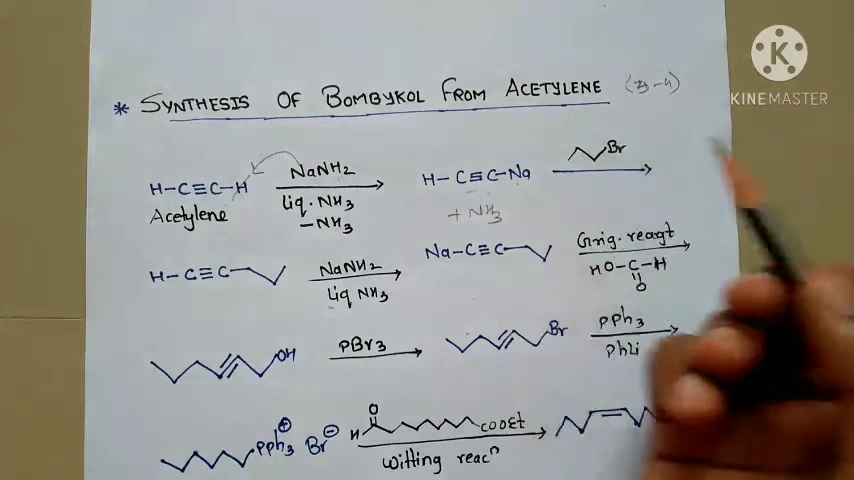 K
KINEMASTER
* SYNTHESIS OF BOMBYKOL FROM ACETYLENE
H-C≡C-H NaNH2 H-C≡C-Na Br
Acetylene liq. NH3 + NH3
-NH3
H-C≡C NaNH2 Na-C≡C Grig. reagt
Liq NH3 HO-C-H
O
OH PBr3 Br PPh3
PhLi
O
H COOEt
PPh3 ⊕ Br ⊖ Witting reacn